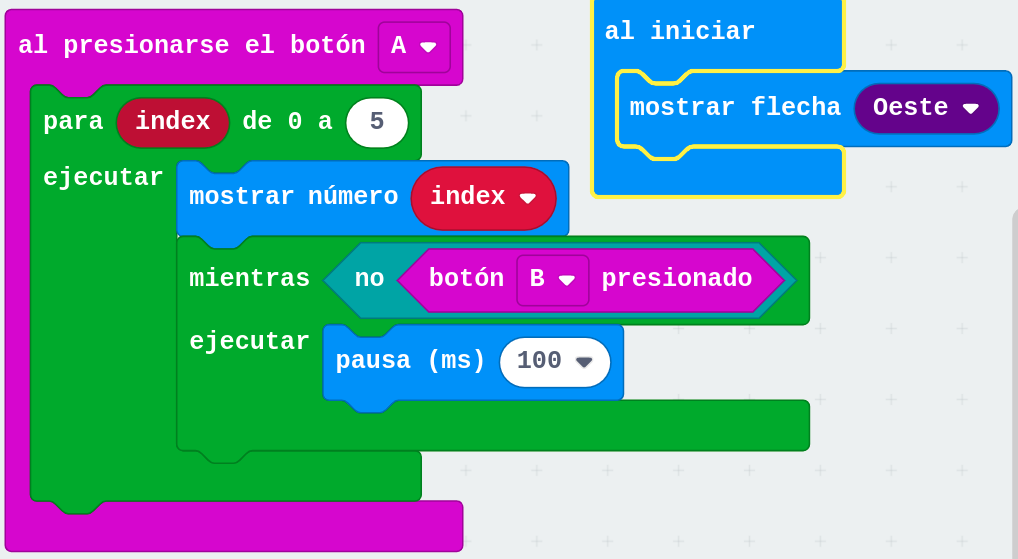 al presionarse el botón A
para index de 0 a 5
ejecutar
mostrar número index
mientras no botón B presionado
ejecutar
pausa (ms) 100
al iniciar
mostrar flecha Oeste